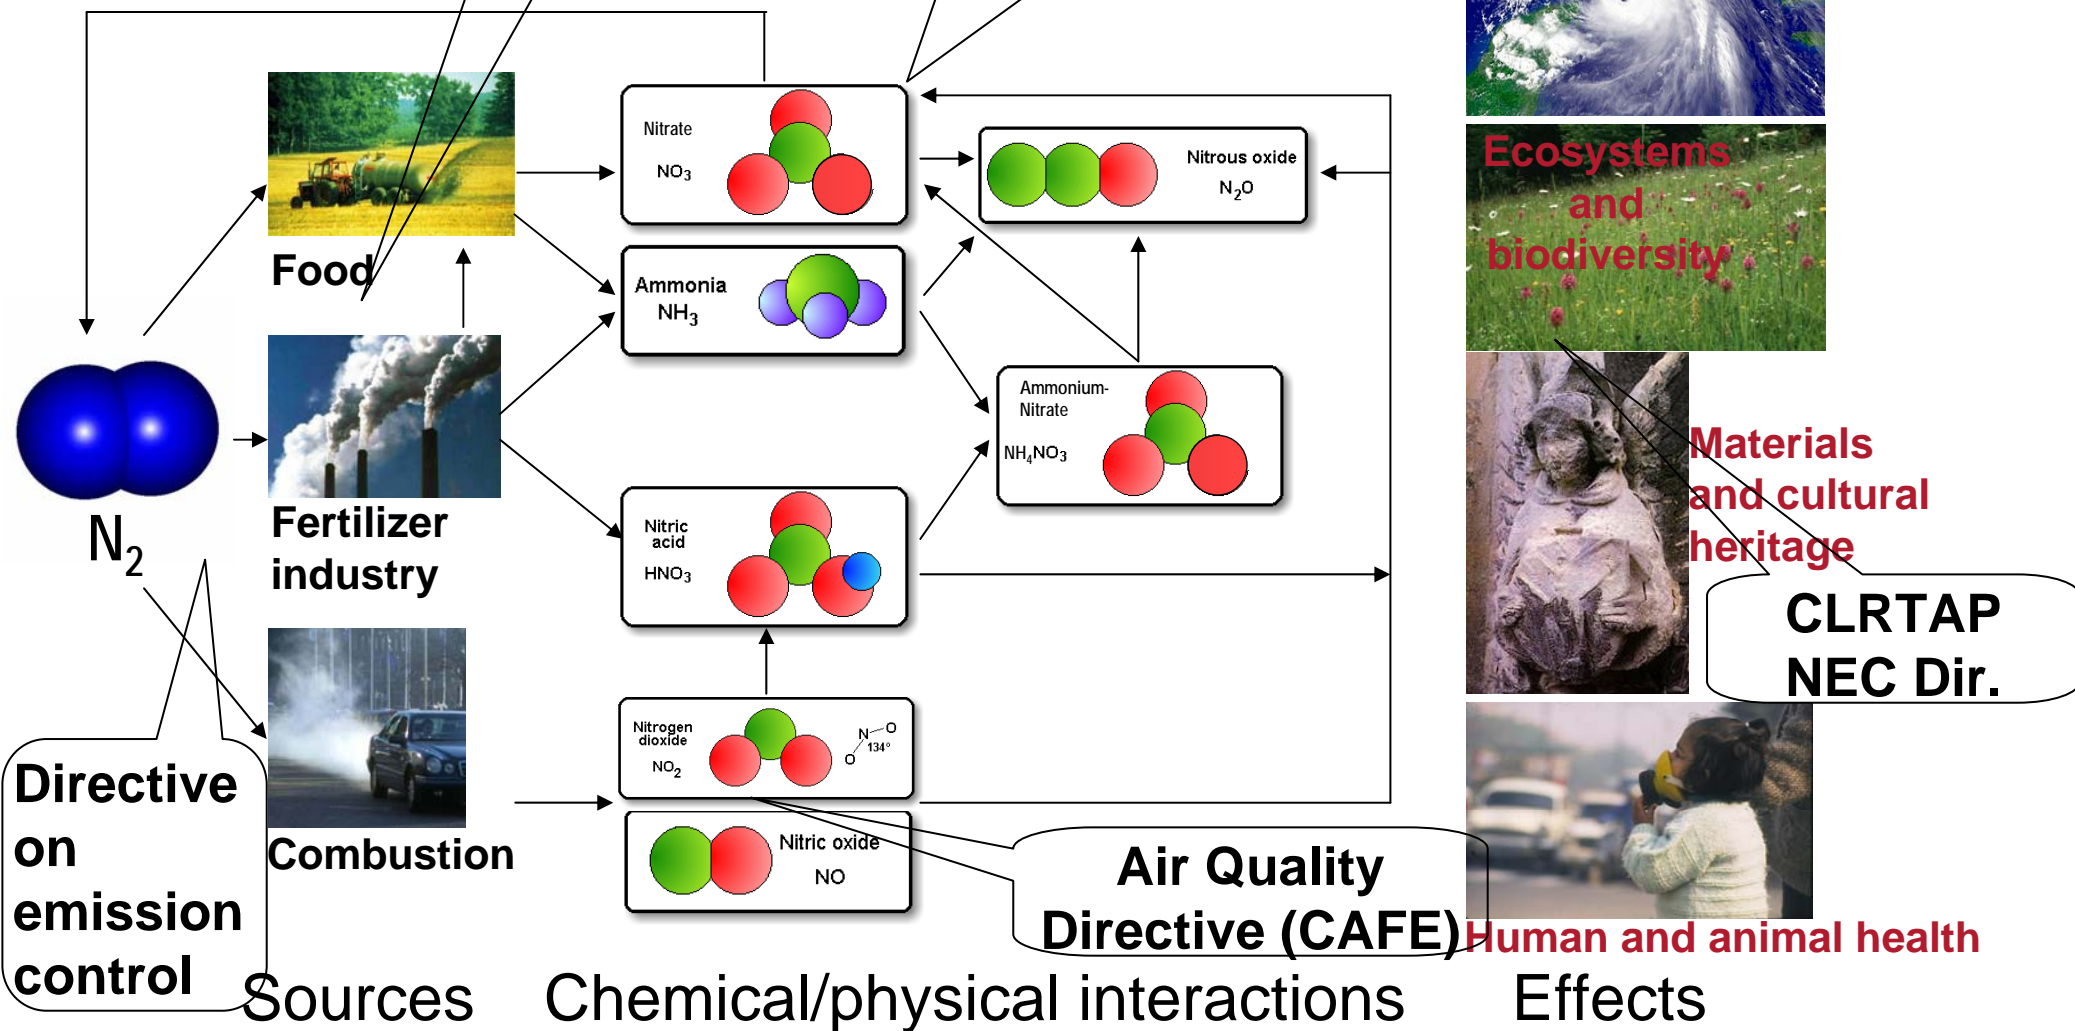 Nitrate
NO3
Nitrous oxide
N2O
Ecosystems
and
biodiversity
Food
Ammonia
NH3
Ammonium-
Nitrate
NH4NO3
Materials
and cultural
heritage
N2
Fertilizer
industry
Nitric
acid
HNO3
CLRTAP
NEC Dir.
Nitrogen
dioxide
NO2
N O
134°
O
Directive
on
emission
control
Combustion
Nitric oxide
NO
Air Quality
Directive (CAFE)
Human and animal health
Sources
Chemical/physical interactions
Effects